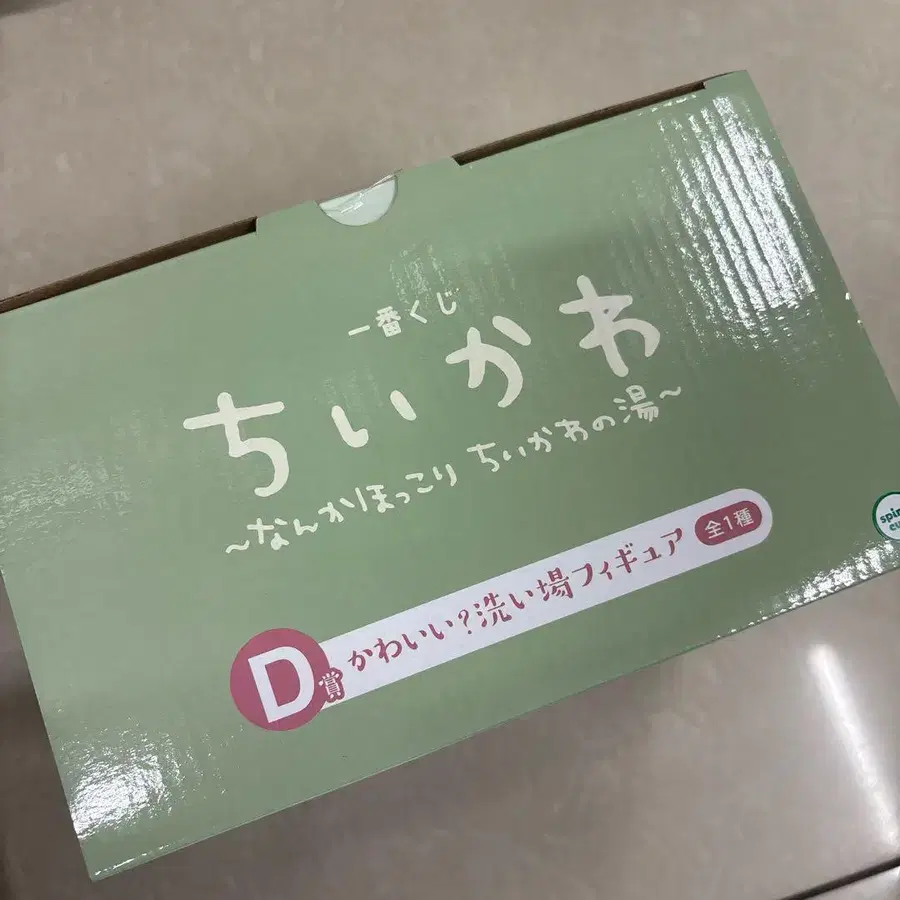 一番くじ
ちいかわ
~なんかほっこり ちいかわの湯~
D賞 かわいい?洗い場フィギュア 全1種